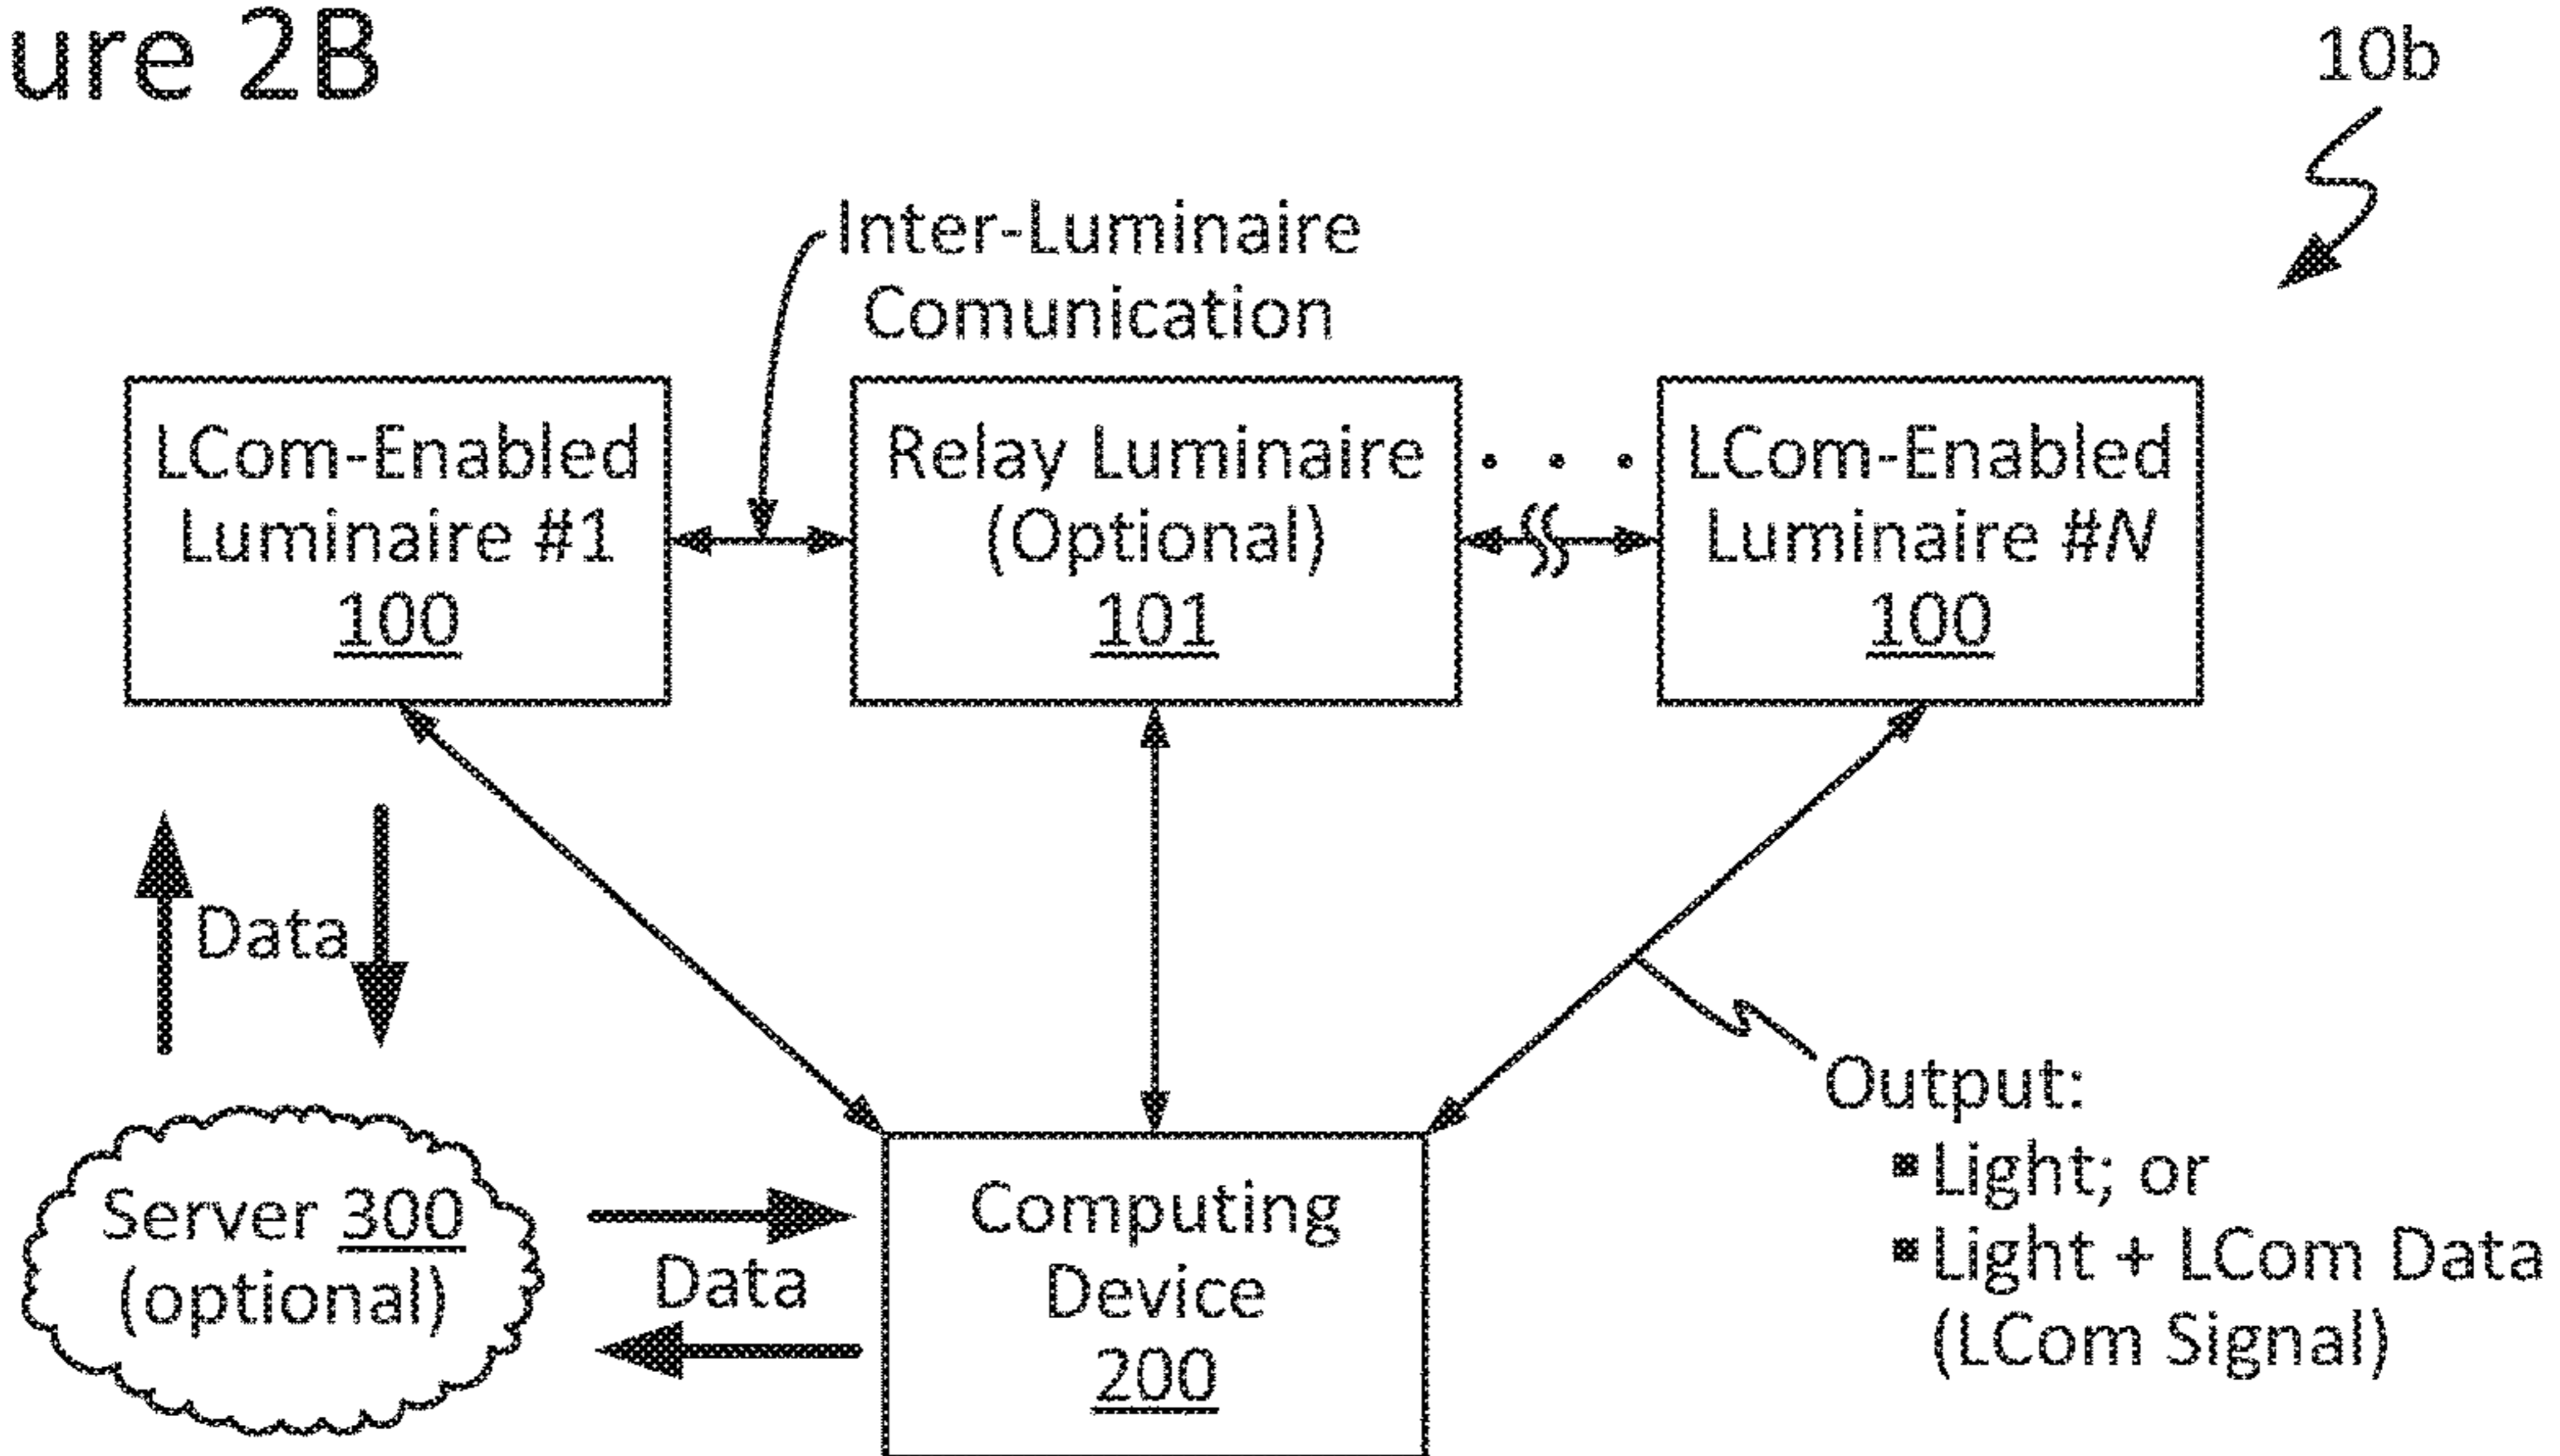 ure 2B
10b
Inter-Luminaire
Comunication
LCom-Enabled
Luminaire #1
100
Relay Luminaire
(Optional)
101
. . .
LCom-Enabled
Luminaire #N
100
Data
Server 300
(optional)
Data
Computing
Device
200
Output:
▪ Light; or
▪ Light + LCom Data
(LCom Signal)